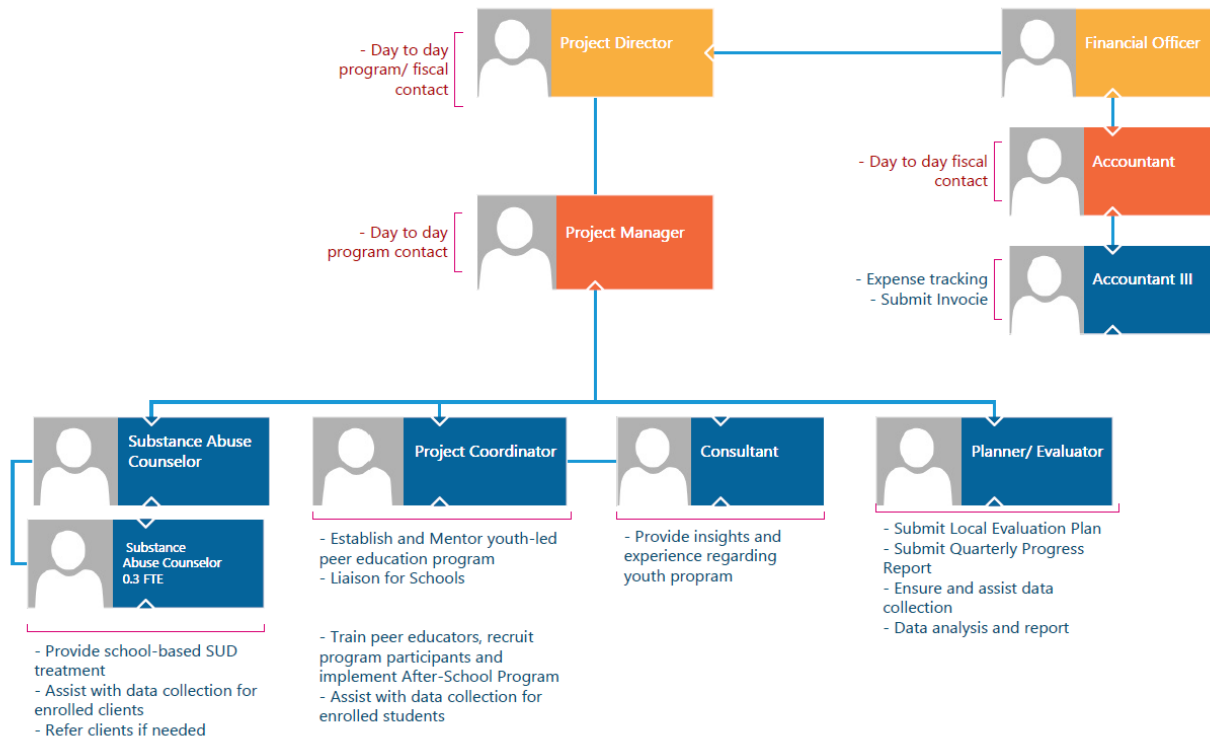 - Day to day
program/ fiscal
contact
Project Director
Financial Officer
- Day to day fiscal
contact
Accountant
- Day to day
program contact
Project Manager
- Expense tracking
- Submit Invocie
Accountant III
Substance Abuse
Counselor
Project Coordinator
Consultant
Planner/ Evaluator
Substance
Abuse Counselor
0.3 FTE
- Provide school-based SUD
treatment
- Assist with data collection for
enrolled clients
- Refer clients if needed
- Establish and Mentor youth-led
peer education program
- Liaison for Schools
- Train peer educators, recruit
program participants and
implement After-School Program
- Assist with data collection for
enrolled students
- Provide insights and
experience regarding
youth propram
- Submit Local Evaluation Plan
- Submit Quarterly Progress
Report
- Ensure and assist data
collection
- Data analysis and report